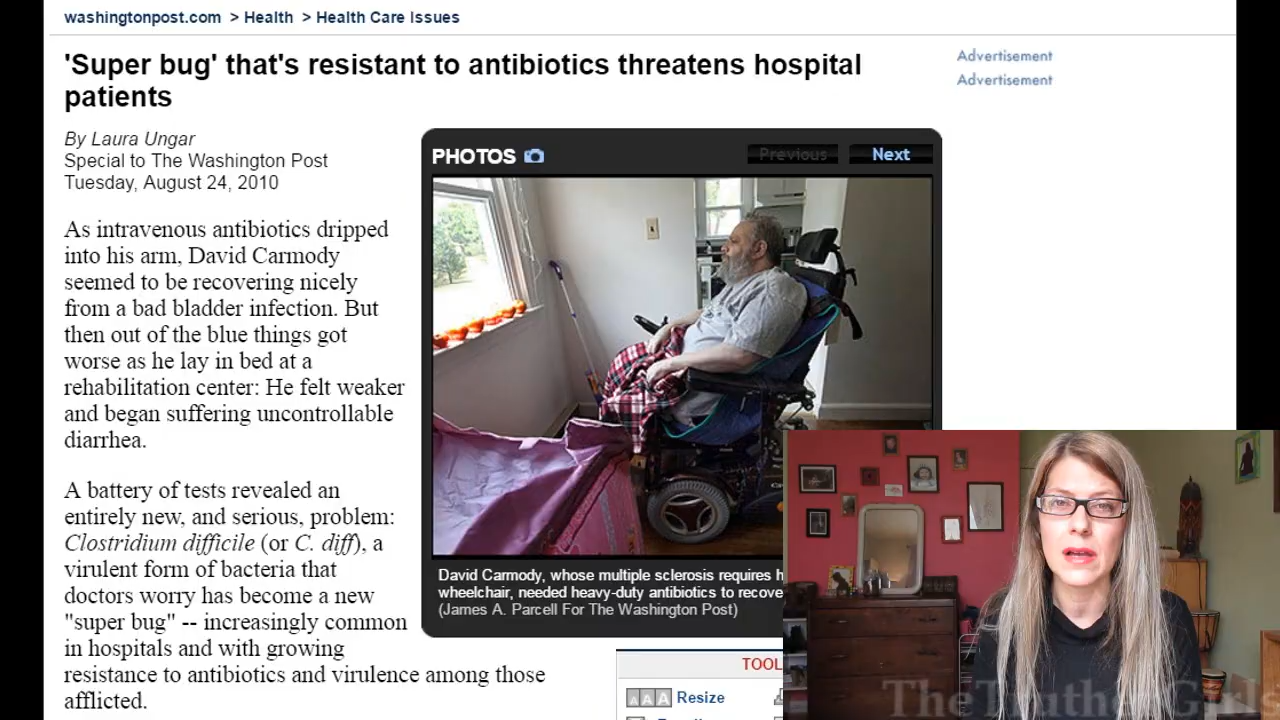 washingtonpost.com > Health > Health Care Issues
'Super bug' that's resistant to antibiotics threatens hospital
patients
Advertisement
Advertisement
By Laura Ungar
Special to The Washington Post
Tuesday, August 24, 2010
PHOTOS
Previous
Next
As intravenous antibiotics dripped
into his arm, David Carmody
seemed to be recovering nicely
from a bad bladder infection. But
then out of the blue things got
worse as he lay in bed at a
rehabilitation center: He felt weaker
and began suffering uncontrollable
diarrhea.
A battery of tests revealed an
entirely new, and serious, problem:
Clostridium difficile (or C. diff), a
virulent form of bacteria that
doctors worry has become a new
"super bug" -- increasingly common
in hospitals and with growing
resistance to antibiotics and virulence among those
afflicted.
David Carmody, whose multiple sclerosis requires h
wheelchair, needed heavy-duty antibiotics to recove
(James A. Parcell For The Washington Post)
TOOL
AAA Resize
TheTrutherGirls